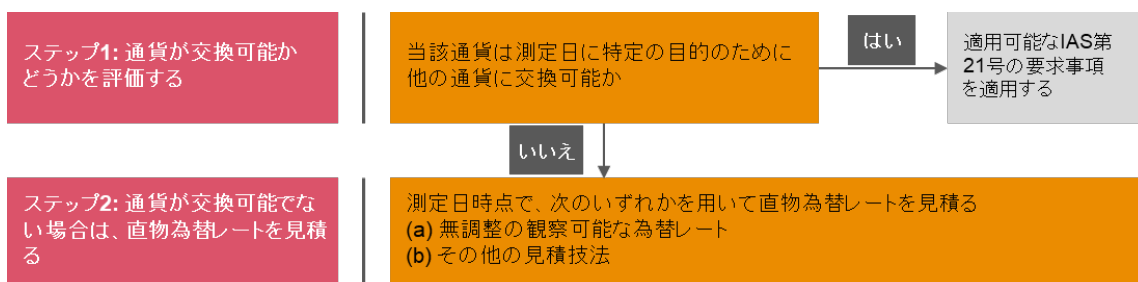 ステップ1: 通貨が交換可能か
どうかを評価する
当該通貨は測定日に特定の目的のために
他の通貨に交換可能か
はい
適用可能なIAS第
21号の要求事項
を適用する
いいえ
ステップ2: 通貨が交換可能でな
い場合は、直物為替レートを見積
る
測定日時点で、次のいずれかを用いて直物為替レートを見積る
(a) 無調整の観察可能な為替レート
(b) その他の見積技法